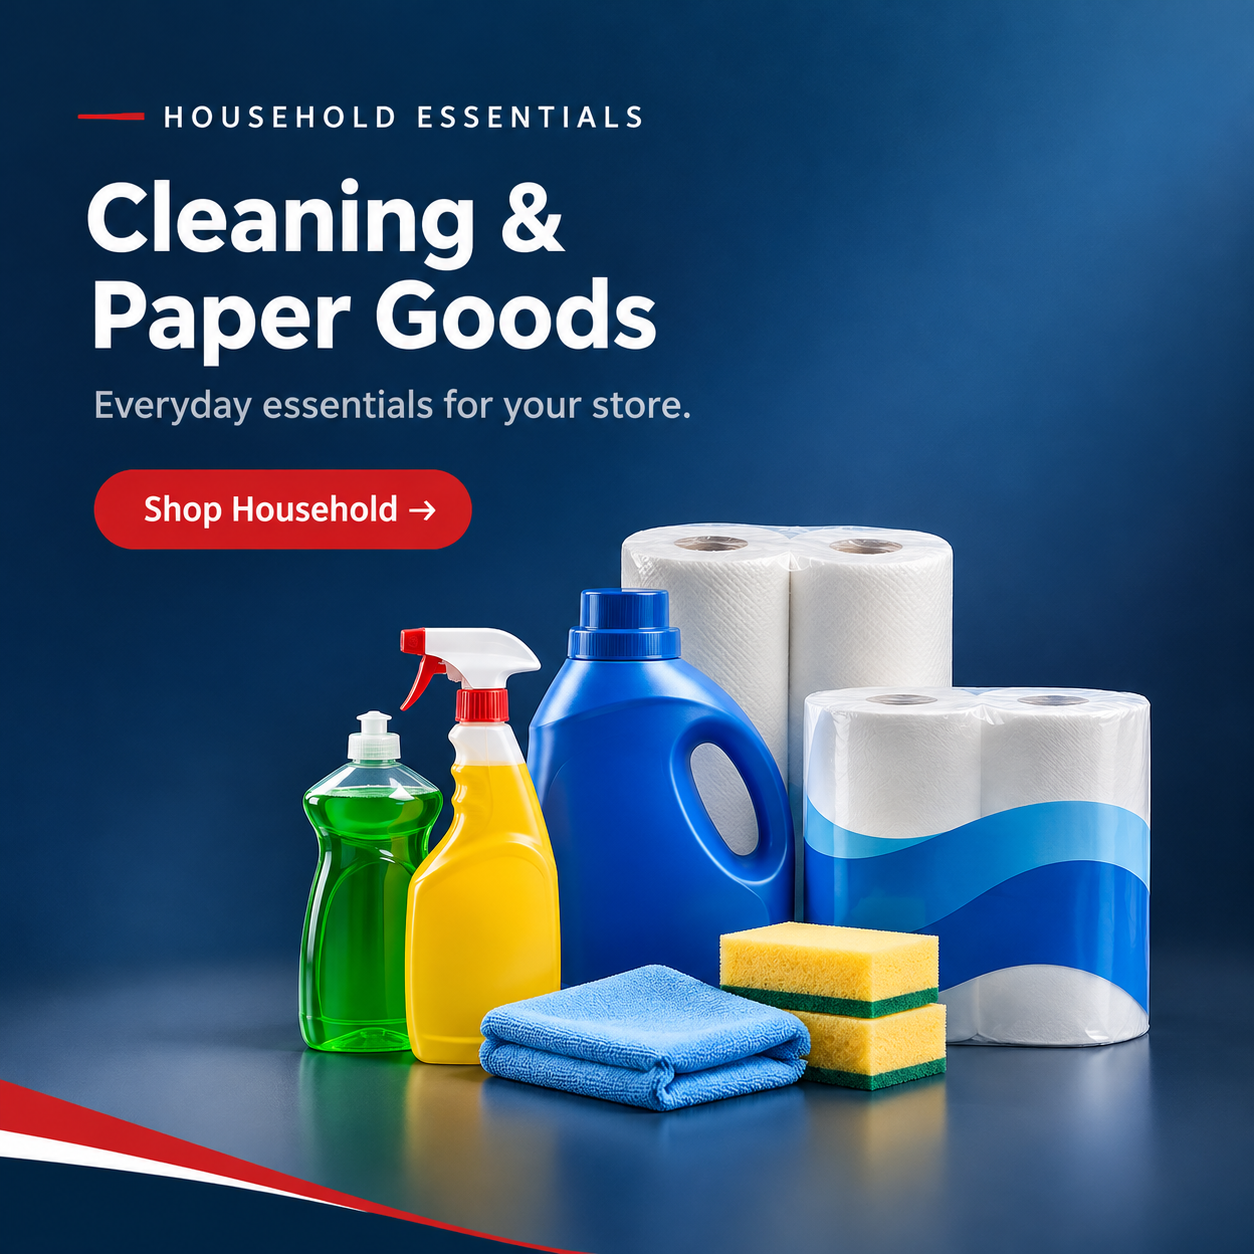 HOUSEHOLD ESSENTIALS
Cleaning &
Paper Goods
Everyday essentials for your store.
Shop Household →